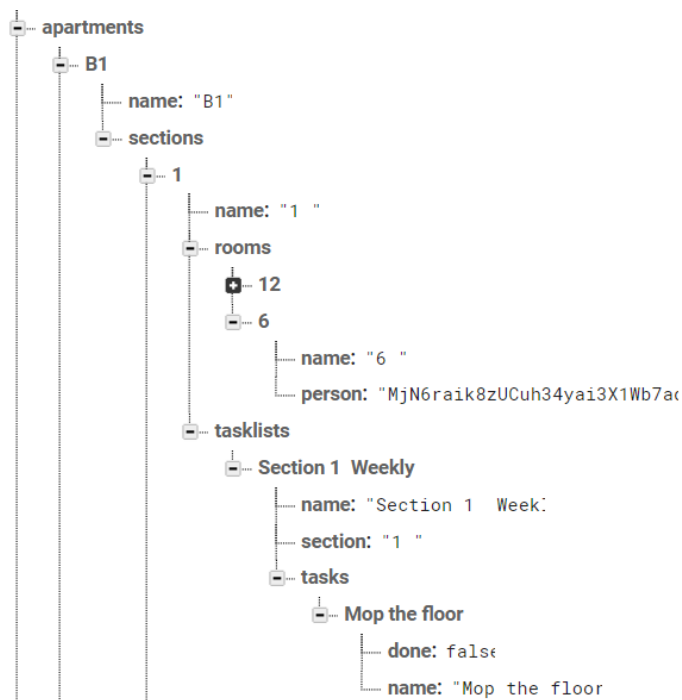 apartments
B1
name: "B1"
sections
1
name: "1 "
rooms
12
6
name: "6 "
person: "MjN6raik8zUCuh34yai3X1Wb7a
tasklists
Section 1  Weekly
name: "Section 1  Week
section: "1 "
tasks
Mop the floor
done: false
name: "Mop the floor